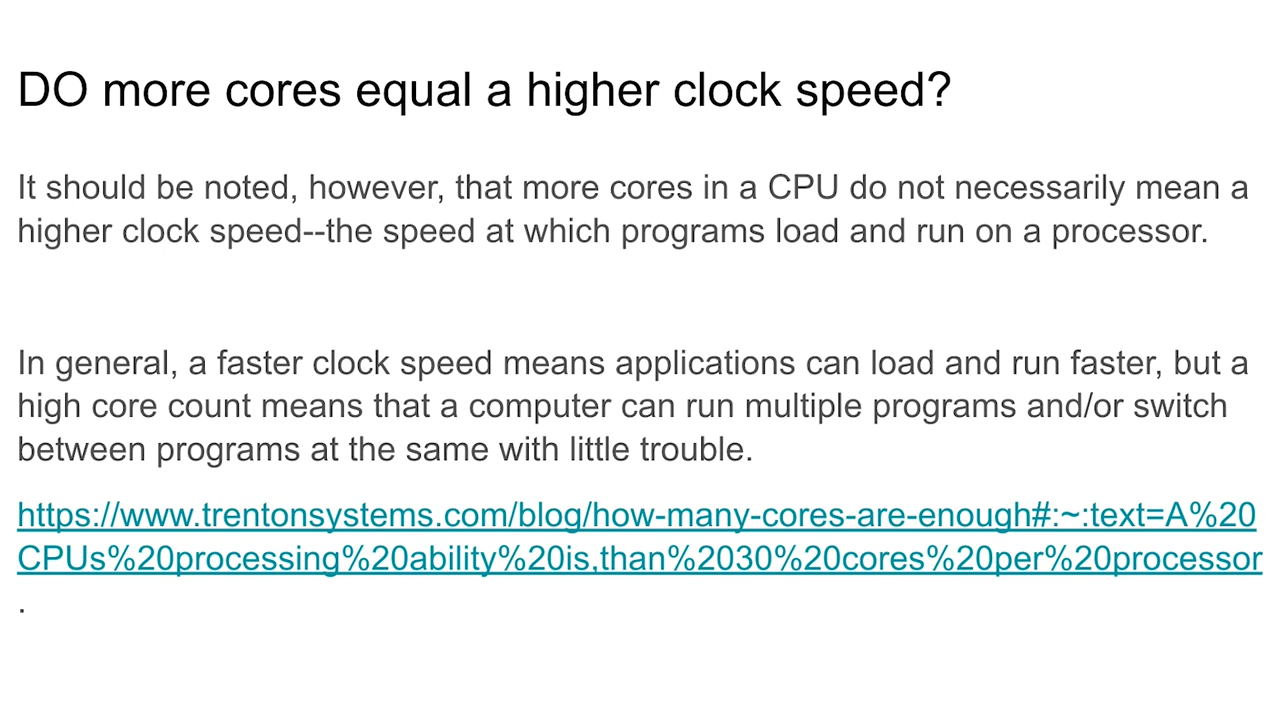 DO more cores equal a higher clock speed?
It should be noted, however, that more cores in a CPU do not necessarily mean a
higher clock speed--the speed at which programs load and run on a processor.
In general, a faster clock speed means applications can load and run faster, but a
high core count means that a computer can run multiple programs and/or switch
between programs at the same with little trouble.
https://www.trentonsystems.com/blog/how-many-cores-are-enough#:~:text=A%20
CPUs%20processing%20ability%20is,than%2030%20cores%20per%20processor
.